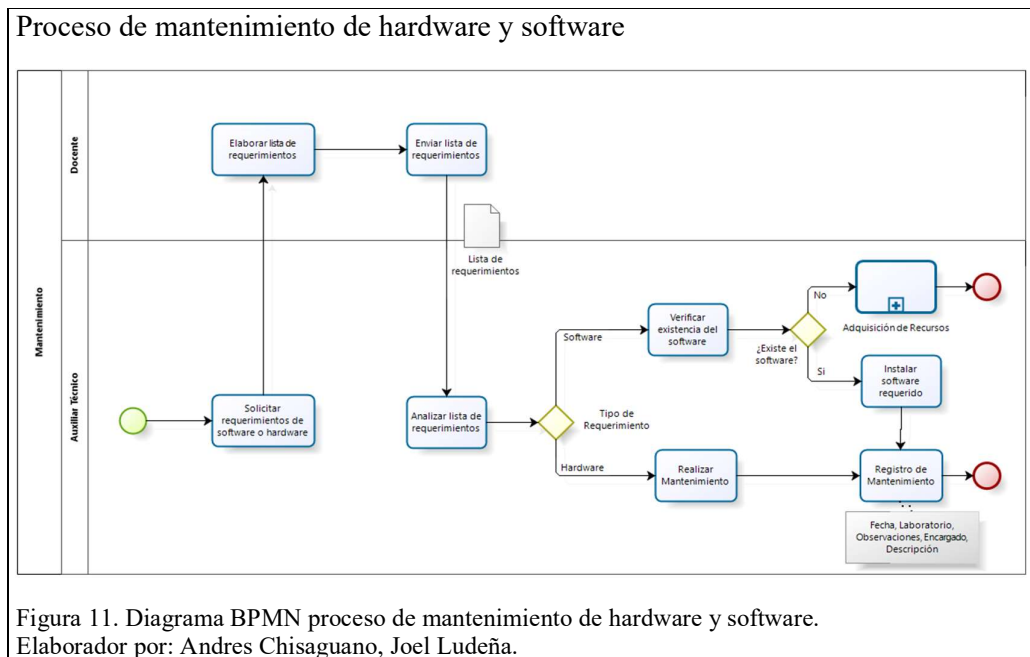 Proceso de mantenimiento de hardware y software
Mantenimiento
Docente
Elaborar lista de
requerimientos
Enviar lista de
requerimientos
Lista de
requerimientos
Auxiliar Técnico
Solicitar
requerimientos de
software o hardware
Analizar lista de
requerimientos
Tipo de
Requerimiento
Software
Verificar
existencia del
software
¿Existe el
software?
No
Adquisición de Recursos
Si
Instalar
software
requerido
Hardware
Realizar
Mantenimiento
Registro de
Mantenimiento
Fecha, Laboratorio,
Observaciones, Encargado,
Descripción
Figura 11. Diagrama BPMN proceso de mantenimiento de hardware y software.
Elaborador por: Andres Chisaguano, Joel Ludeña.